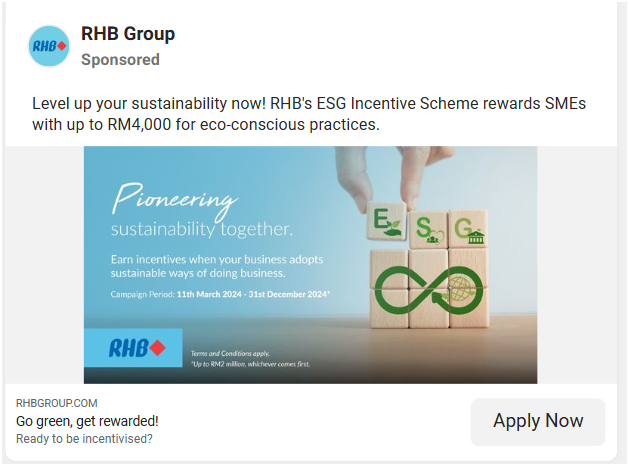 RHB
RHB Group
Sponsored
Level up your sustainability now! RHB's ESG Incentive Scheme rewards SMEs
with up to RM4,000 for eco-conscious practices.
Pioneering
sustainability together.
Earn incentives when your business adopts
sustainable ways of doing business.
Campaign Period: 11th March 2024 - 31st December 2024*
E S G
RHB
Terms and Conditions apply.
*Up to RM2 million, whichever comes first.
RHBGROUP.COM
Go green, get rewarded!
Ready to be incentivised?
Apply Now